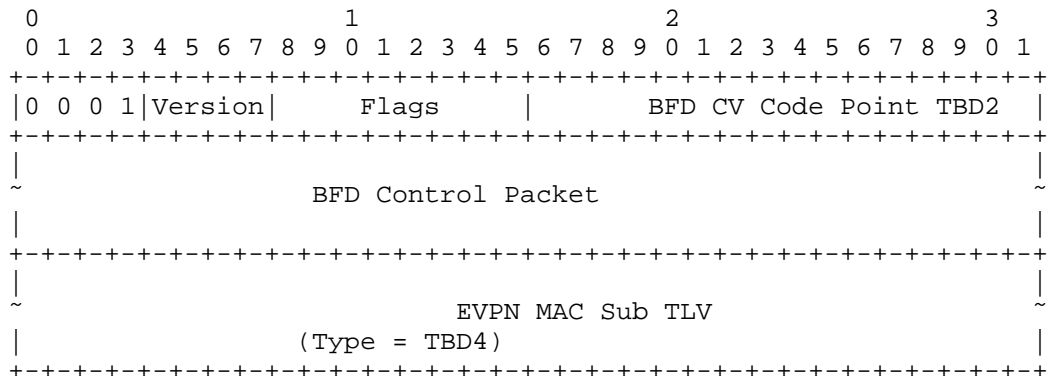 0                   1                   2                   3
 0 1 2 3 4 5 6 7 8 9 0 1 2 3 4 5 6 7 8 9 0 1 2 3 4 5 6 7 8 9 0 1
+-+-+-+-+-+-+-+-+-+-+-+-+-+-+-+-+-+-+-+-+-+-+-+-+-+-+-+-+-+-+-+-+
|0 0 0 1|Version|     Flags     |       BFD CV Code Point TBD2  |
+-+-+-+-+-+-+-+-+-+-+-+-+-+-+-+-+-+-+-+-+-+-+-+-+-+-+-+-+-+-+-+-+
|                                                               |
~                  BFD Control Packet                           ~
|                                                               |
+-+-+-+-+-+-+-+-+-+-+-+-+-+-+-+-+-+-+-+-+-+-+-+-+-+-+-+-+-+-+-+-+
|                                                               |
~                           EVPN MAC Sub TLV                    ~
|                 (Type = TBD4)                                 |
+-+-+-+-+-+-+-+-+-+-+-+-+-+-+-+-+-+-+-+-+-+-+-+-+-+-+-+-+-+-+-+-+